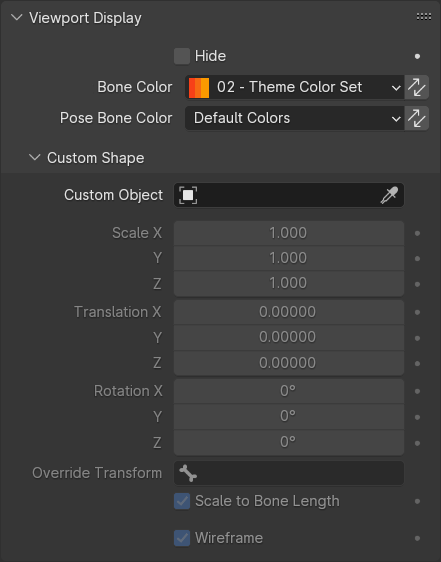 Viewport Display
Hide
Bone Color 02 - Theme Color Set
Pose Bone Color Default Colors
Custom Shape
Custom Object
Scale X 1.000
Y 1.000
Z 1.000
Translation X 0.00000
Y 0.00000
Z 0.00000
Rotation X 0°
Y 0°
Z 0°
Override Transform
Scale to Bone Length
Wireframe